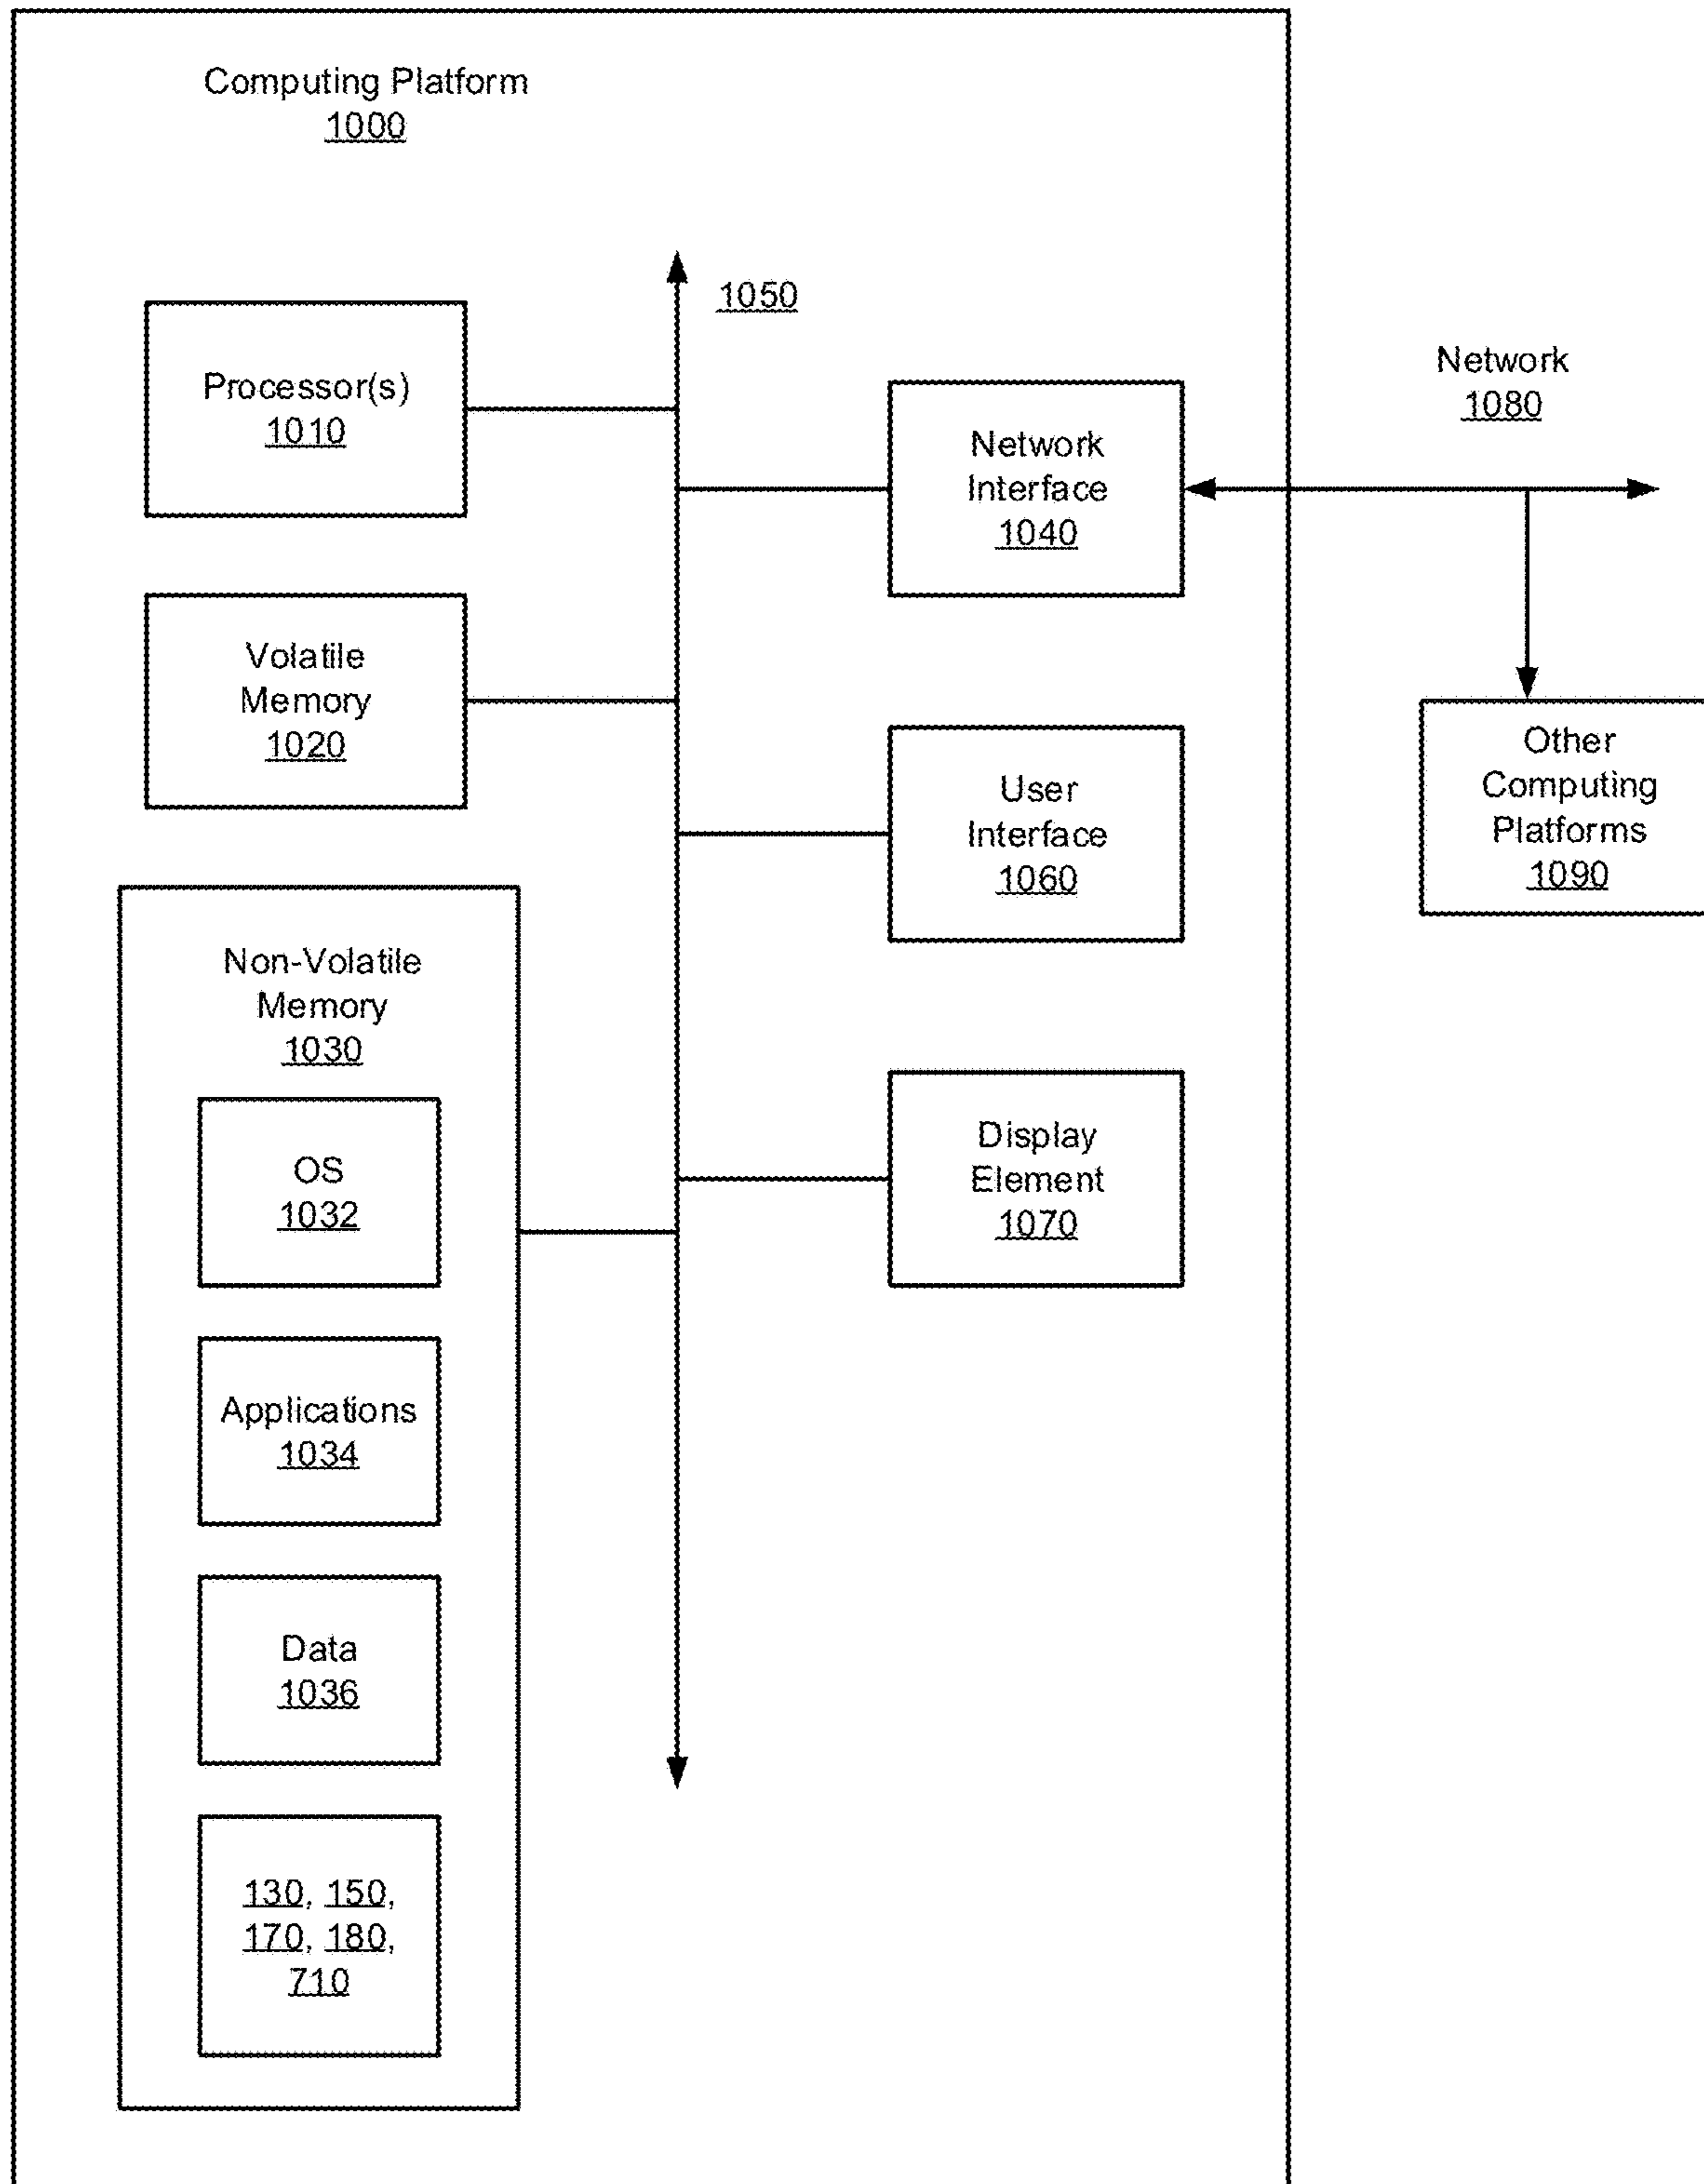 Computing Platform
1000
1050
Processor(s)
1010
Network
Interface
1040
Network
1080
Volatile
Memory
1020
User
Interface
1060
Other
Computing
Platforms
1090
Non-Volatile
Memory
1030
OS
1032
Display
Element
1070
Applications
1034
Data
1036
130, 150,
170, 180,
710